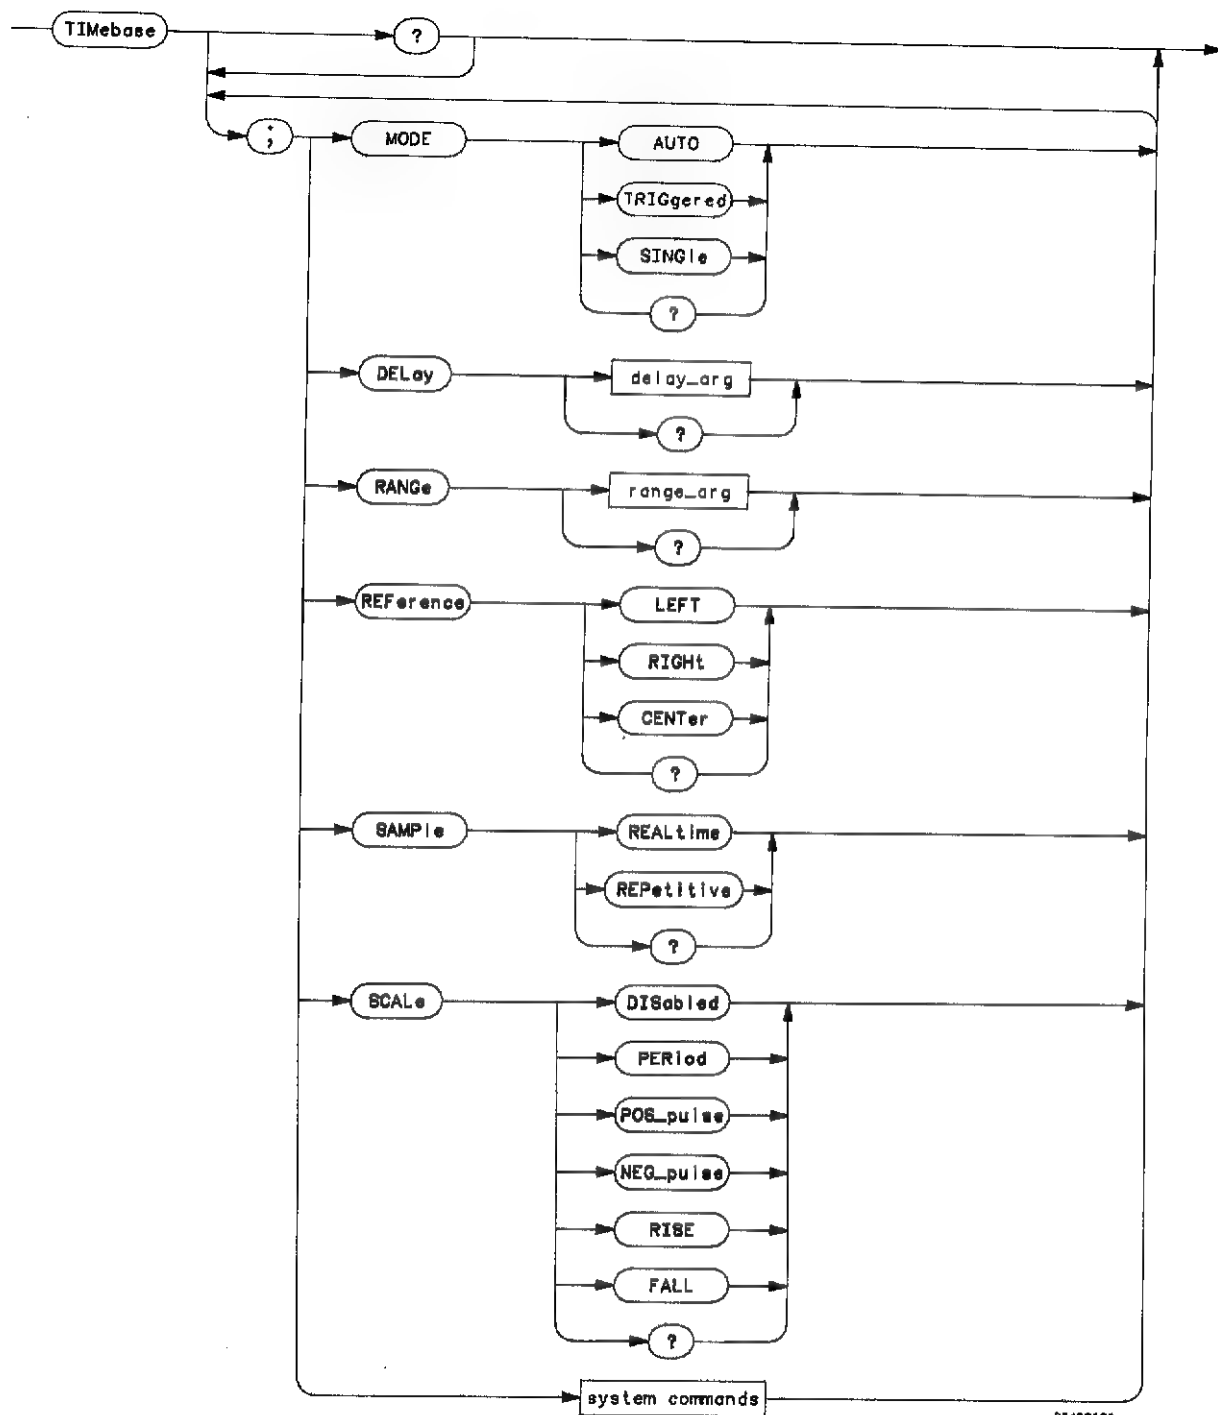 TIMebase
?
;
MODE
AUTO
TRIGgered
SINGle
?
DELay
delay_arg
?
RANGe
range_arg
?
REFerence
LEFT
RIGHt
CENTer
?
SAMPle
REALtime
REPetitive
?
SCALe
DISabled
PERiod
POS_pulse
NEG_pulse
RISE
FALL
?
system commands